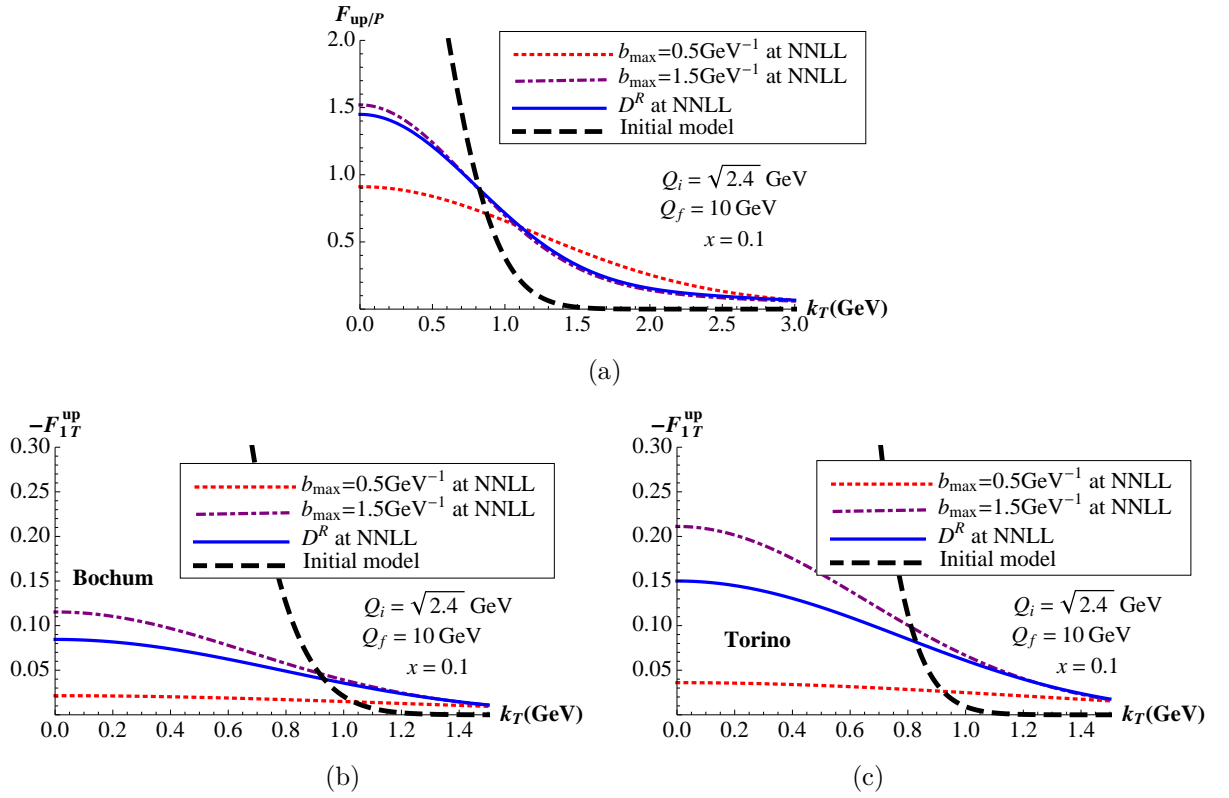 F_up/P
2.0
1.5
1.0
0.5
b_max=0.5GeV⁻¹ at NNLL
b_max=1.5GeV⁻¹ at NNLL
D^R at NNLL
Initial model
Q_i = √2.4 GeV
Q_f = 10 GeV
x = 0.1
k_T(GeV)
0.0 0.5 1.0 1.5 2.0 2.5 3.0
(a)
−F_1T^up
0.30
0.25
0.20
0.15
0.10
0.05
b_max=0.5GeV⁻¹ at NNLL
b_max=1.5GeV⁻¹ at NNLL
D^R at NNLL
Initial model
Bochum
Q_i = √2.4 GeV
Q_f = 10 GeV
x = 0.1
k_T(GeV)
0.0 0.2 0.4 0.6 0.8 1.0 1.2 1.4
(b)
−F_1T^up
0.30
0.25
0.20
0.15
0.10
0.05
b_max=0.5GeV⁻¹ at NNLL
b_max=1.5GeV⁻¹ at NNLL
D^R at NNLL
Initial model
Q_i = √2.4 GeV
Torino
Q_f = 10 GeV
x = 0.1
k_T(GeV)
0.0 0.2 0.4 0.6 0.8 1.0 1.2 1.4
(c)